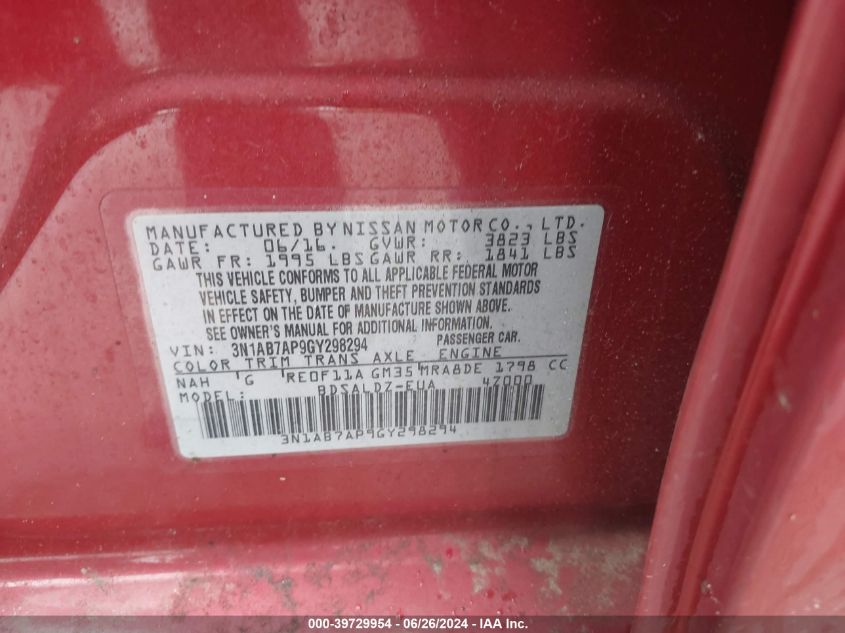 MANUFACTURED BY NISSAN MOTOR CO., LTD.
DATE: 06/16. GVWR: 3823 LBS
GAWR FR: 1995 LBS GAWR RR: 1841 LBS
THIS VEHICLE CONFORMS TO ALL APPLICABLE FEDERAL MOTOR
VEHICLE SAFETY, BUMPER AND THEFT PREVENTION STANDARDS
IN EFFECT ON THE DATE OF MANUFACTURE SHOWN ABOVE.
SEE OWNER'S MANUAL FOR ADDITIONAL INFORMATION.
VIN: 3N1AB7AP9GY298294 PASSENGER CAR.
COLOR TRIM TRANS AXLE ENGINE
NAH G RE0F11A GM35 MRA8DE 1798 CC
MODEL: BDSALDZ-EUA 4Z000
3N1AB7AP9GY298294
000-39729954 - 06/26/2024 - IAA, Inc.